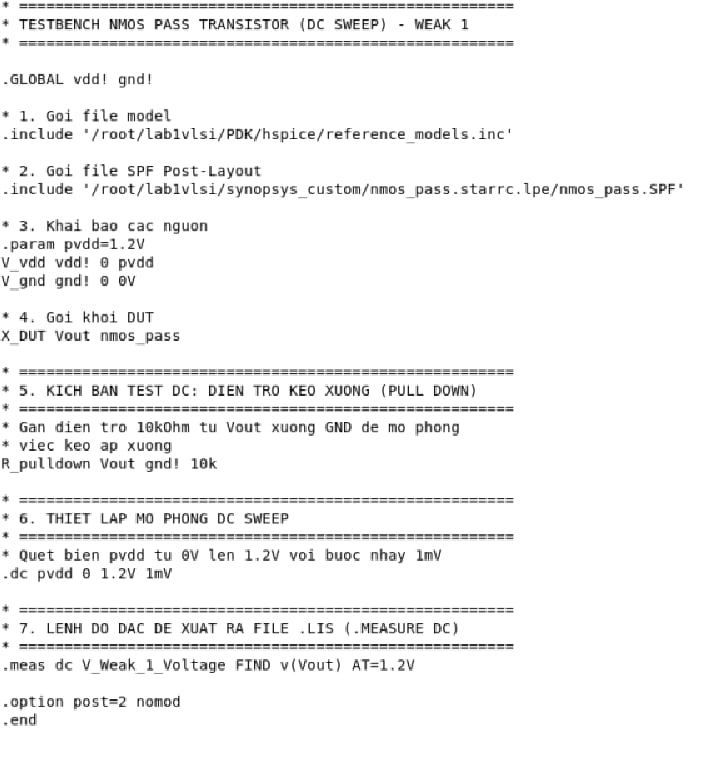 * =======================================================
* TESTBENCH NMOS PASS TRANSISTOR (DC SWEEP) - WEAK 1
* =======================================================
.GLOBAL vdd! gnd!
* 1. Goi file model
.include '/root/lab1vlsi/PDK/hspice/reference_models.inc'
* 2. Goi file SPF Post-Layout
.include '/root/lab1vlsi/synopsys_custom/nmos_pass.starrc.lpe/nmos_pass.SPF'
* 3. Khai bao cac nguon
.param pvdd=1.2V
V_vdd vdd! 0 pvdd
V_gnd gnd! 0 0V
* 4. Goi khoi DUT
X_DUT Vout nmos_pass
* =======================================================
* 5. KICH BAN TEST DC: DIEN TRO KEO XUONG (PULL DOWN)
* =======================================================
* Gan dien tro 10kOhm tu Vout xuong GND de mo phong
* viec keo ap xuong
R_pulldown Vout gnd! 10k
* =======================================================
* 6. THIET LAP MO PHONG DC SWEEP
* =======================================================
* Quet bien pvdd tu 0V len 1.2V voi buoc nhay 1mV
.dc pvdd 0 1.2V 1mV
* =======================================================
* 7. LENH DO DAC DE XUAT RA FILE .LIS (.MEASURE DC)
* =======================================================
.meas dc V_Weak_1_Voltage FIND v(Vout) AT=1.2V
.option post=2 nomod
.end